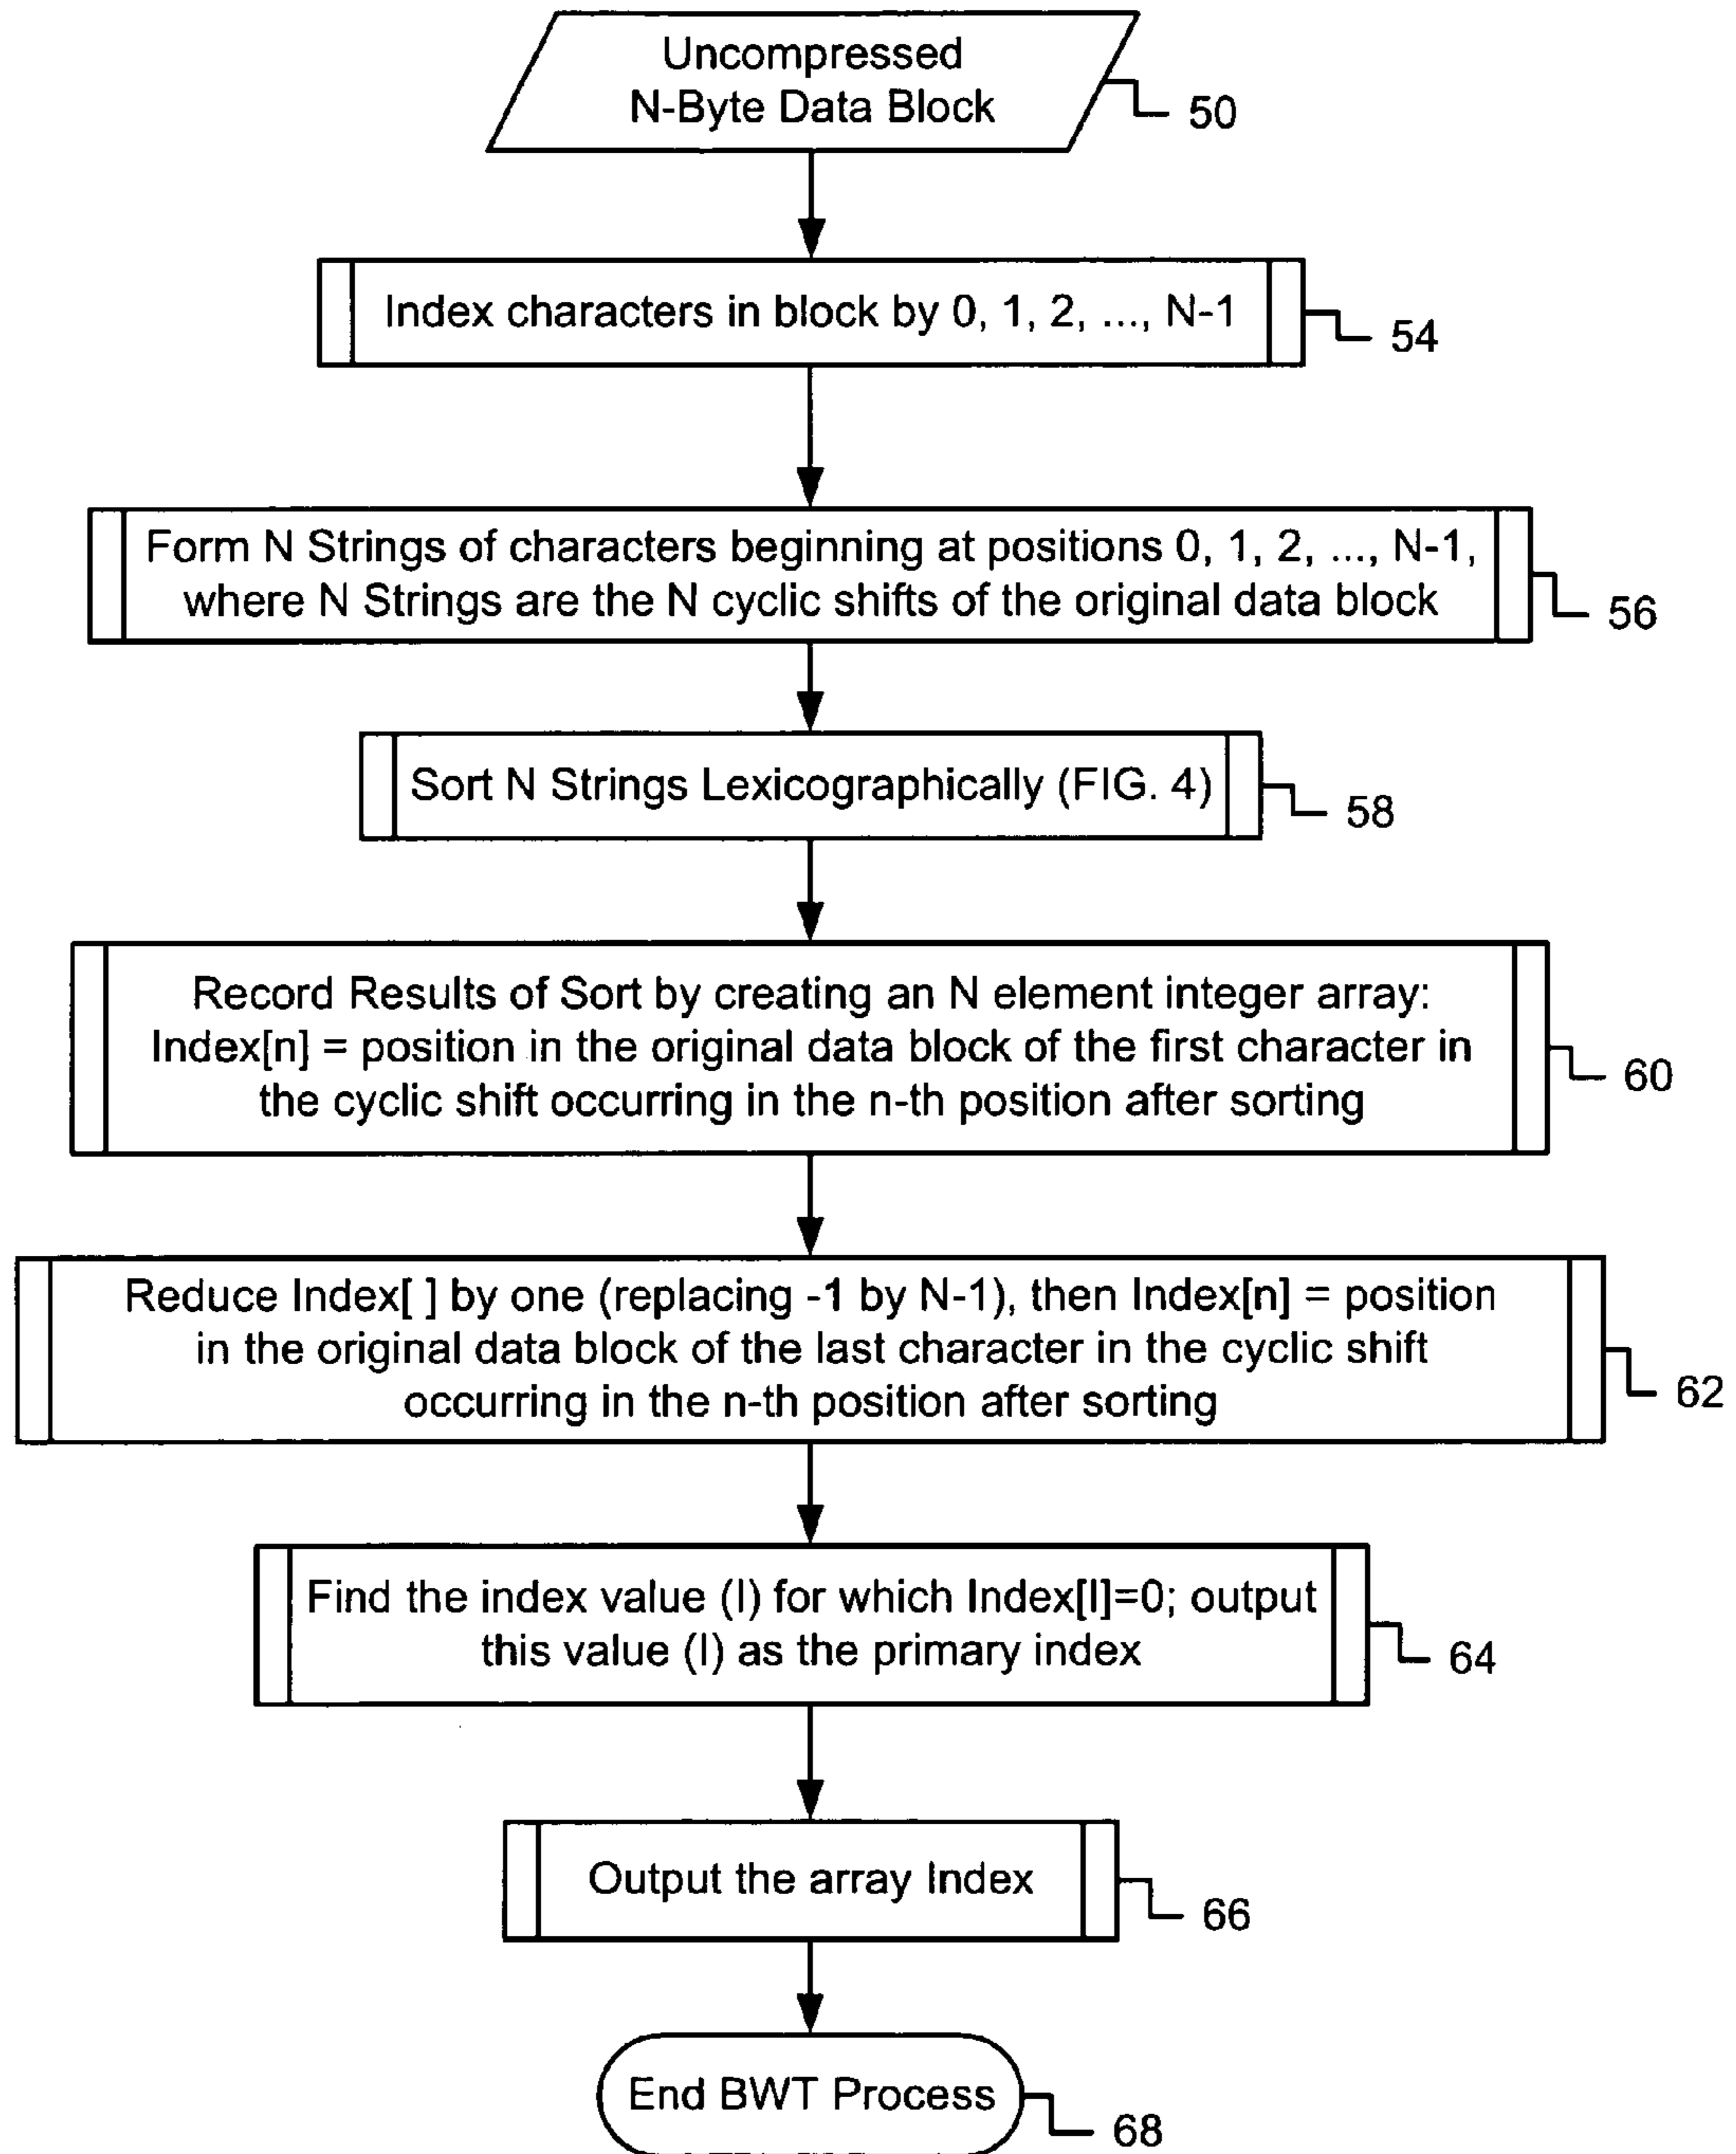 Uncompressed
N-Byte Data Block
50
Index characters in block by 0, 1, 2, ..., N-1
54
Form N Strings of characters beginning at positions 0, 1, 2, ..., N-1,
where N Strings are the N cyclic shifts of the original data block
56
Sort N Strings Lexicographically (FIG. 4)
58
Record Results of Sort by creating an N element integer array:
Index[n] = position in the original data block of the first character in
the cyclic shift occurring in the n-th position after sorting
60
Reduce Index[ ] by one (replacing -1 by N-1), then Index[n] = position
in the original data block of the last character in the cyclic shift
occurring in the n-th position after sorting
62
Find the index value (I) for which Index[I]=0; output
this value (I) as the primary index
64
Output the array Index
66
End BWT Process
68